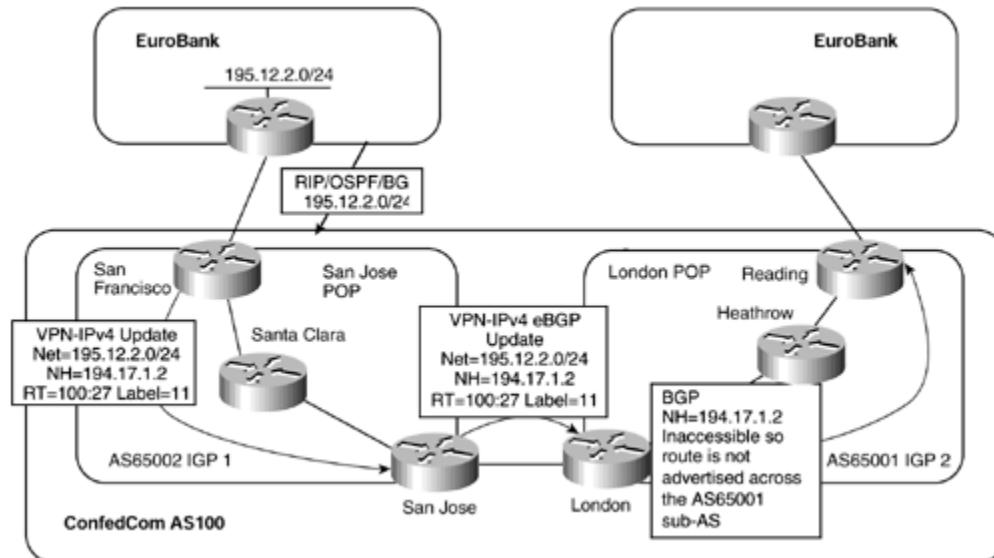 EuroBank
195.12.2.0/24
EuroBank
RIP/OSPF/BG
195.12.2.0/24
San
Francisco
San Jose
POP
London POP
Reading
VPN-IPv4 Update
Net=195.12.2.0/24
NH=194.17.1.2
RT=100:27 Label=11
Santa Clara
VPN-IPv4 eBGP
Update
Net=195.12.2.0/24
NH=194.17.1.2
RT=100:27 Label=11
Heathrow
BGP
NH=194.17.1.2
Inaccessible so
route is not
advertised across
the AS65001
sub-AS
AS65002 IGP 1
AS65001 IGP 2
San Jose
London
ConfedCom AS100